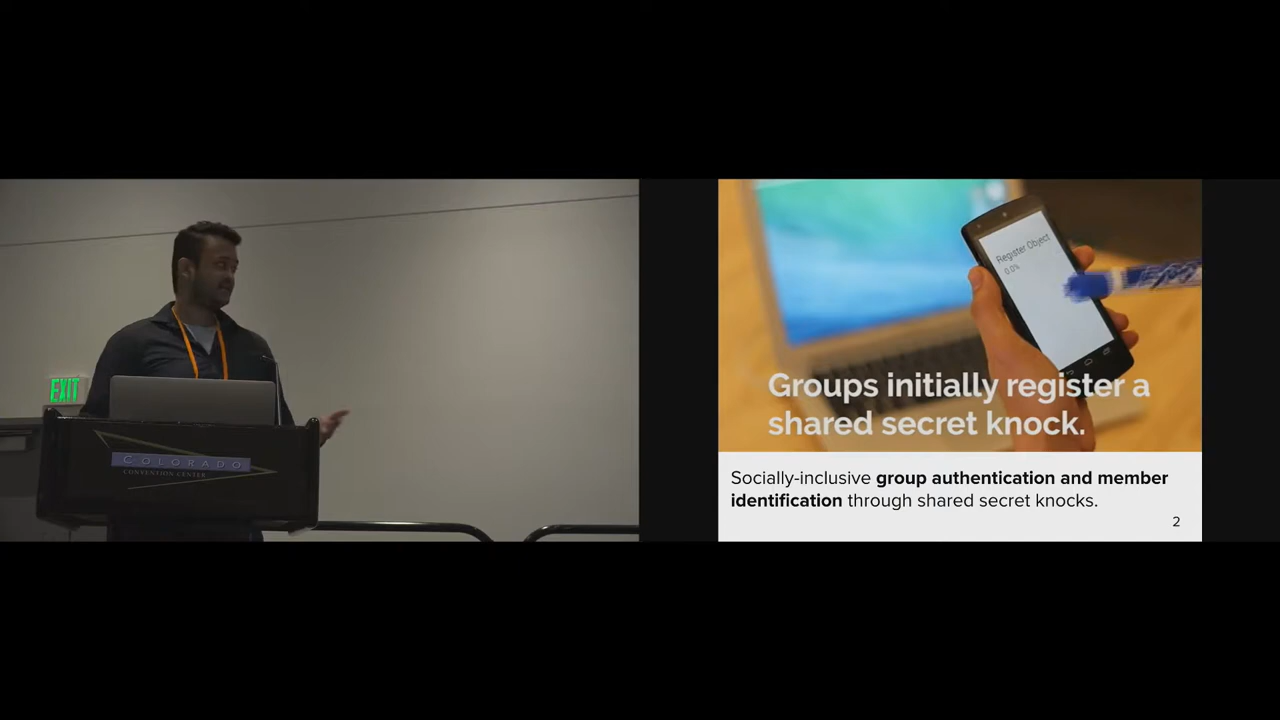 EXIT
COLORADO
CONVENTION CENTER
Register Object
0.0%
Groups initially register a
shared secret knock.
Socially-inclusive group authentication and member
identification through shared secret knocks.
2